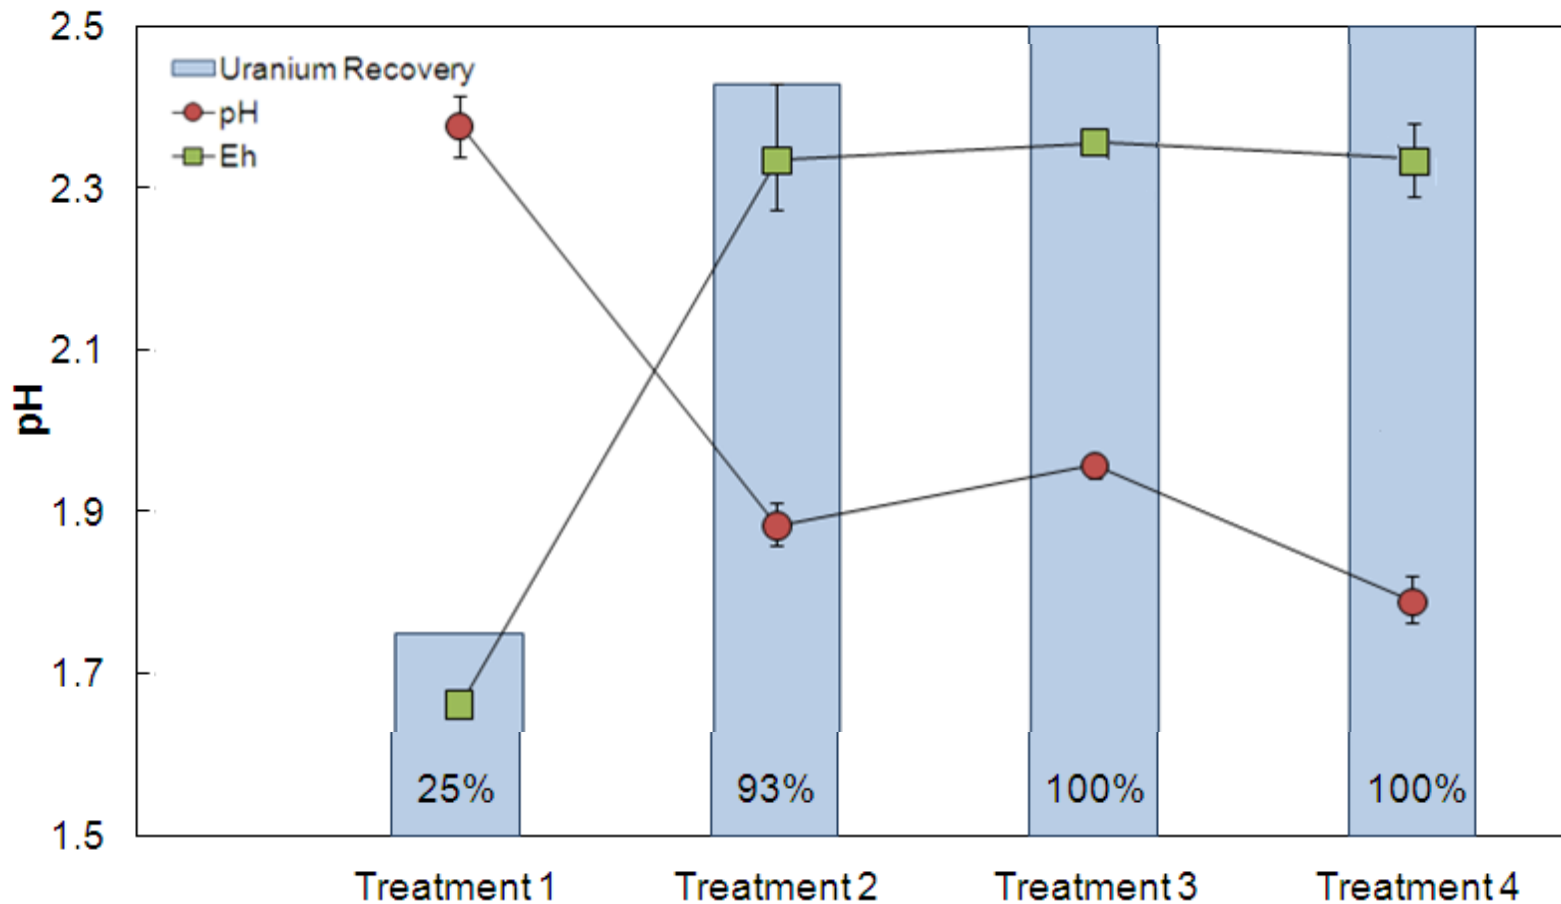 2.5
Uranium Recovery
pH
Eh
2.3
2.1
pH
1.9
1.7
25%
93%
100%
100%
1.5
Treatment 1
Treatment 2
Treatment 3
Treatment 4